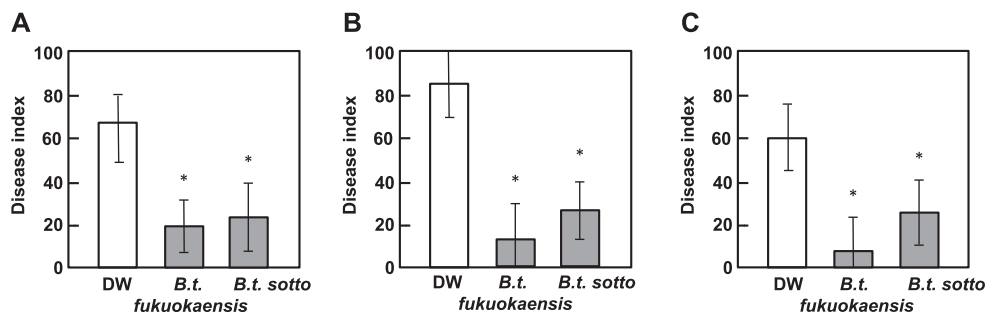 A
Disease index
100
80
60
40
20
0
*
*
DW
B.t.
B.t. sotto
fukuokaensis
B
Disease index
100
80
60
40
20
0
*
*
DW
B.t.
B.t. sotto
fukuokaensis
C
Disease index
100
80
60
40
20
0
*
*
DW
B.t.
B.t. sotto
fukuokaensis